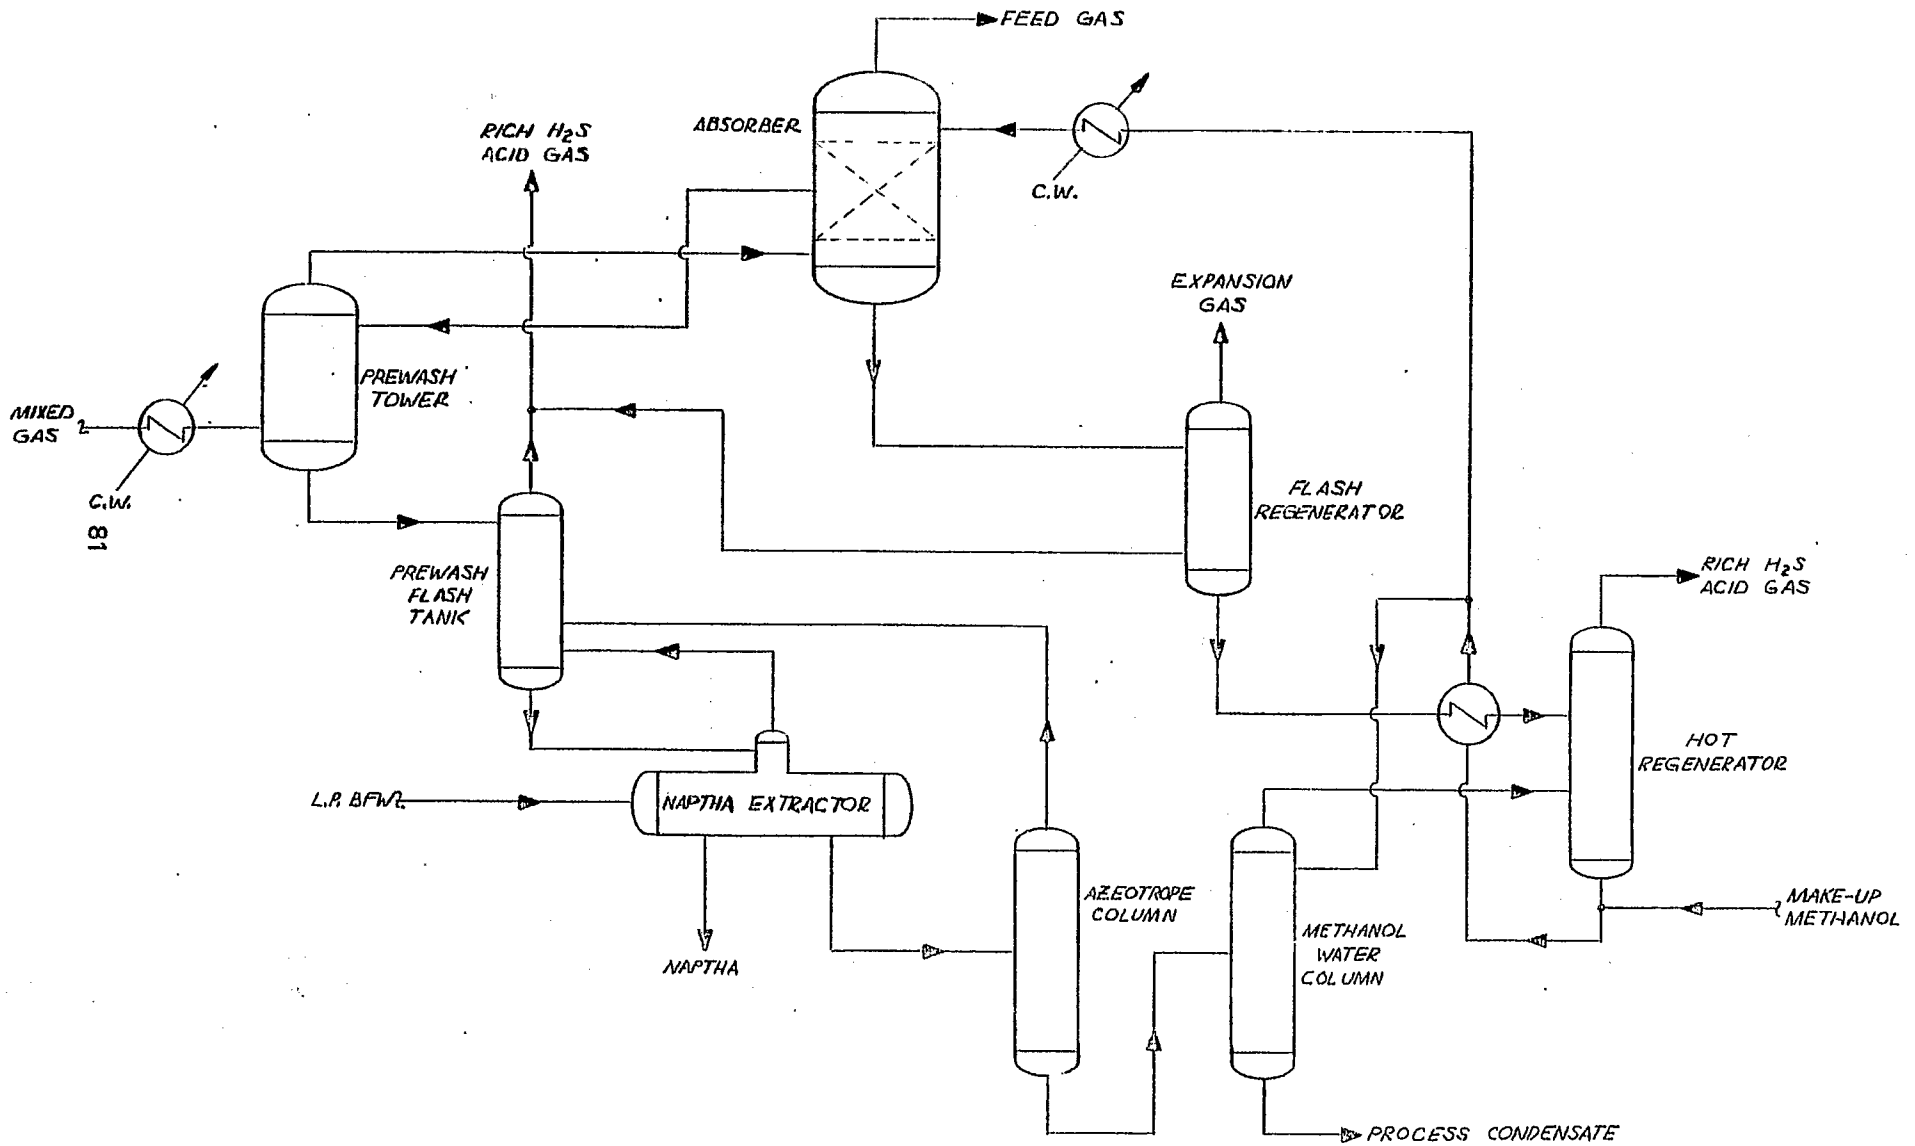 FEED GAS
ABSORBER
RICH H2S
ACID GAS
C.W.
EXPANSION
GAS
PREWASH
TOWER
MIXED
GAS
C.W.
81
FLASH
REGENERATOR
PREWASH
FLASH
TANK
RICH H2S
ACID GAS
HOT
REGENERATOR
L.P. BFW.
NAPTHA EXTRACTOR
AZEOTROPE
COLUMN
MAKE-UP
METHANOL
METHANOL
WATER
COLUMN
NAPTHA
PROCESS CONDENSATE